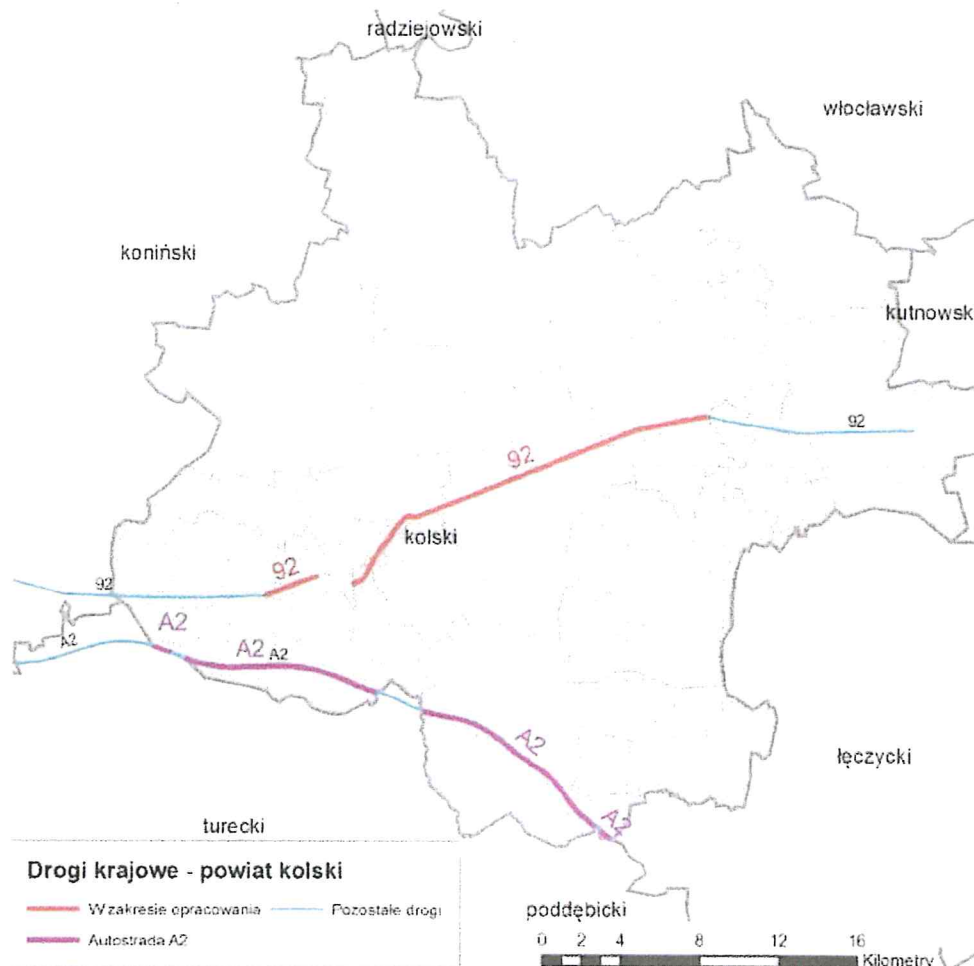 radziejowski
włocławski
koniński
kutnowsk
92
92
kolski
92
92
A2
A2
A2 A2
A2
łęczycki
A2
turecki
Drogi krajowe - powiat kolski
W zakresie opracowania
Pozostałe drogi
Autostrada A2
poddębicki
0 2 4 8 12 16
Kilometry